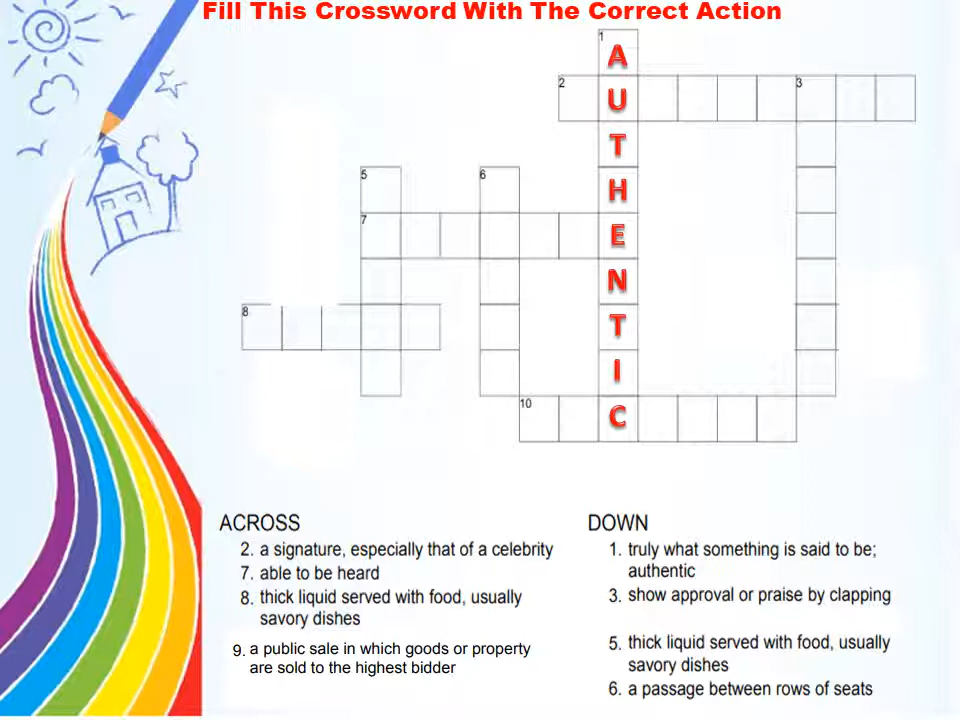 Fill This Crossword With The Correct Action
1
A
2
U
3
T
5
6
H
7
E
N
8
T
I
10
C
ACROSS
2. a signature, especially that of a celebrity
7. able to be heard
8. thick liquid served with food, usually
savory dishes
9. a public sale in which goods or property
are sold to the highest bidder
DOWN
1. truly what something is said to be;
authentic
3. show approval or praise by clapping
5. thick liquid served with food, usually
savory dishes
6. a passage between rows of seats